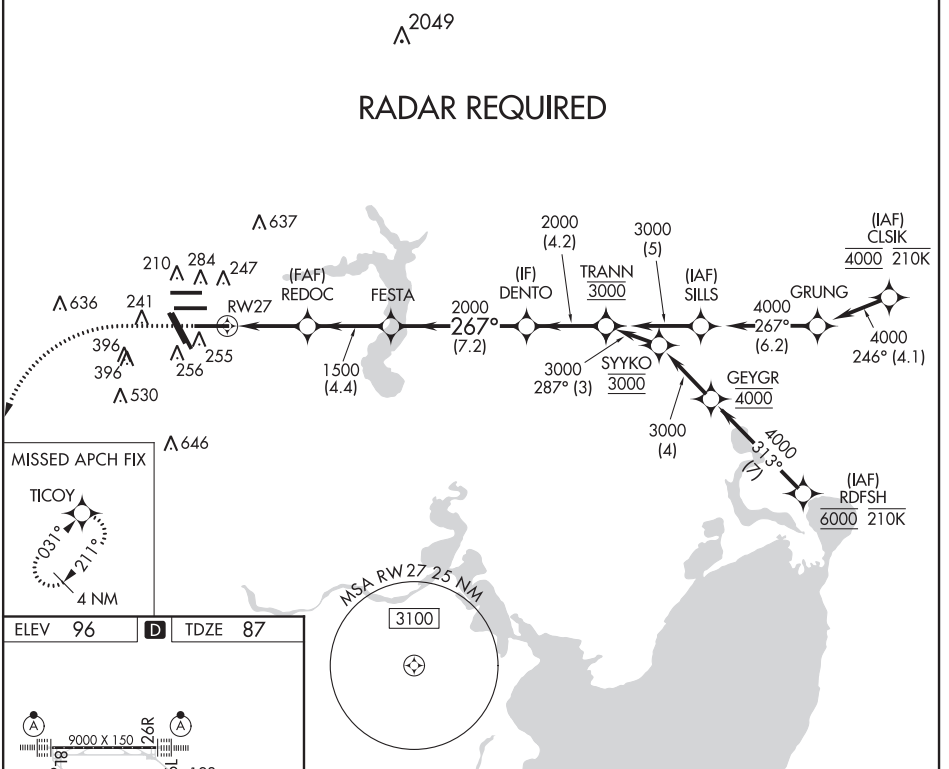 2049
RADAR REQUIRED
637
210
284
247
636
241
RW27
396
396
256
255
530
646
(FAF)
REDOC
FESTA
1500
(4.4)
2000
267°
(7.2)
(IF)
DENTO
2000
(4.2)
TRANN
3000
3000
(5)
(IAF)
SILLS
4000
267°
(6.2)
GRUNG
(IAF)
CLSIK
4000 210K
4000
246° (4.1)
3000
287° (3)
SYYKO
3000
GEYGR
4000
3000
(4)
4000
313°
(7)
(IAF)
RDFSH
6000 210K
MISSED APCH FIX
TICOY
031°
211°
4 NM
MSA RW27 25 NM
3100
ELEV 96 D TDZE 87
A
A
9000 X 150
26R